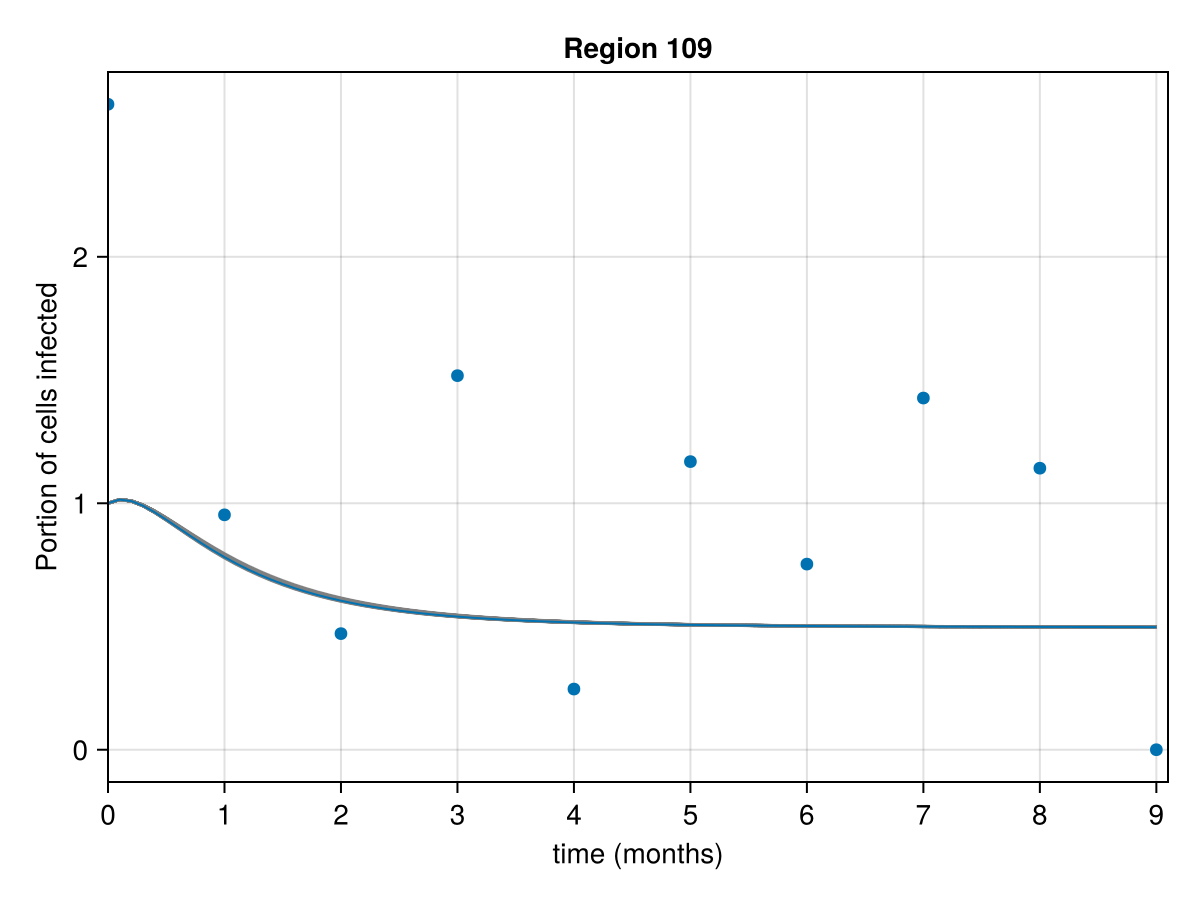 Region 109
Portion of cells infected
2
1
0
0 1 2 3 4 5 6 7 8 9
time (months)